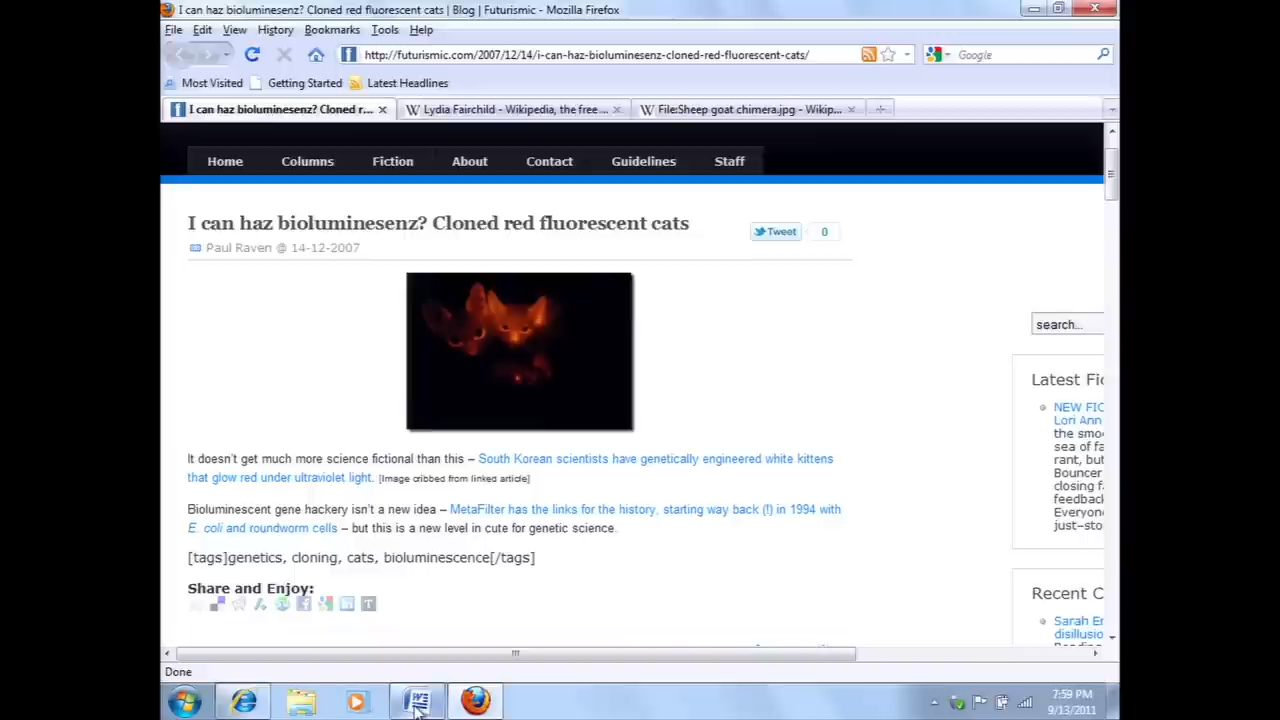 I can haz bioluminesenz? Cloned red fluorescent cats | Blog | Futurismic - Mozilla Firefox
File Edit View History Bookmarks Tools Help
http://futurismic.com/2007/12/14/i-can-haz-bioluminesenz-cloned-red-fluorescent-cats/ Google
Most Visited Getting Started Latest Headlines
I can haz bioluminesenz? Cloned r... Lydia Fairchild - Wikipedia, the free ... File:Sheep goat chimera.jpg - Wikip...
Home Columns Fiction About Contact Guidelines Staff
I can haz bioluminesenz? Cloned red fluorescent cats
Tweet 0
Paul Raven @ 14-12-2007
It doesn't get much more science fictional than this – South Korean scientists have genetically engineered white kittens
that glow red under ultraviolet light. [Image cribbed from linked article]
Bioluminescent gene hackery isn't a new idea – MetaFilter has the links for the history, starting way back (!) in 1994 with
E. coli and roundworm cells – but this is a new level in cute for genetic science.
[tags]genetics, cloning, cats, bioluminescence[/tags]
Share and Enjoy:
search...
Latest Fic
NEW FIC
Lori Ann
the smo
sea of fa
rant, but
Bouncer
closing fa
feedback
Everyone
just-sto
Recent C
Sarah En
disillusio
Done
7:59 PM
9/13/2011